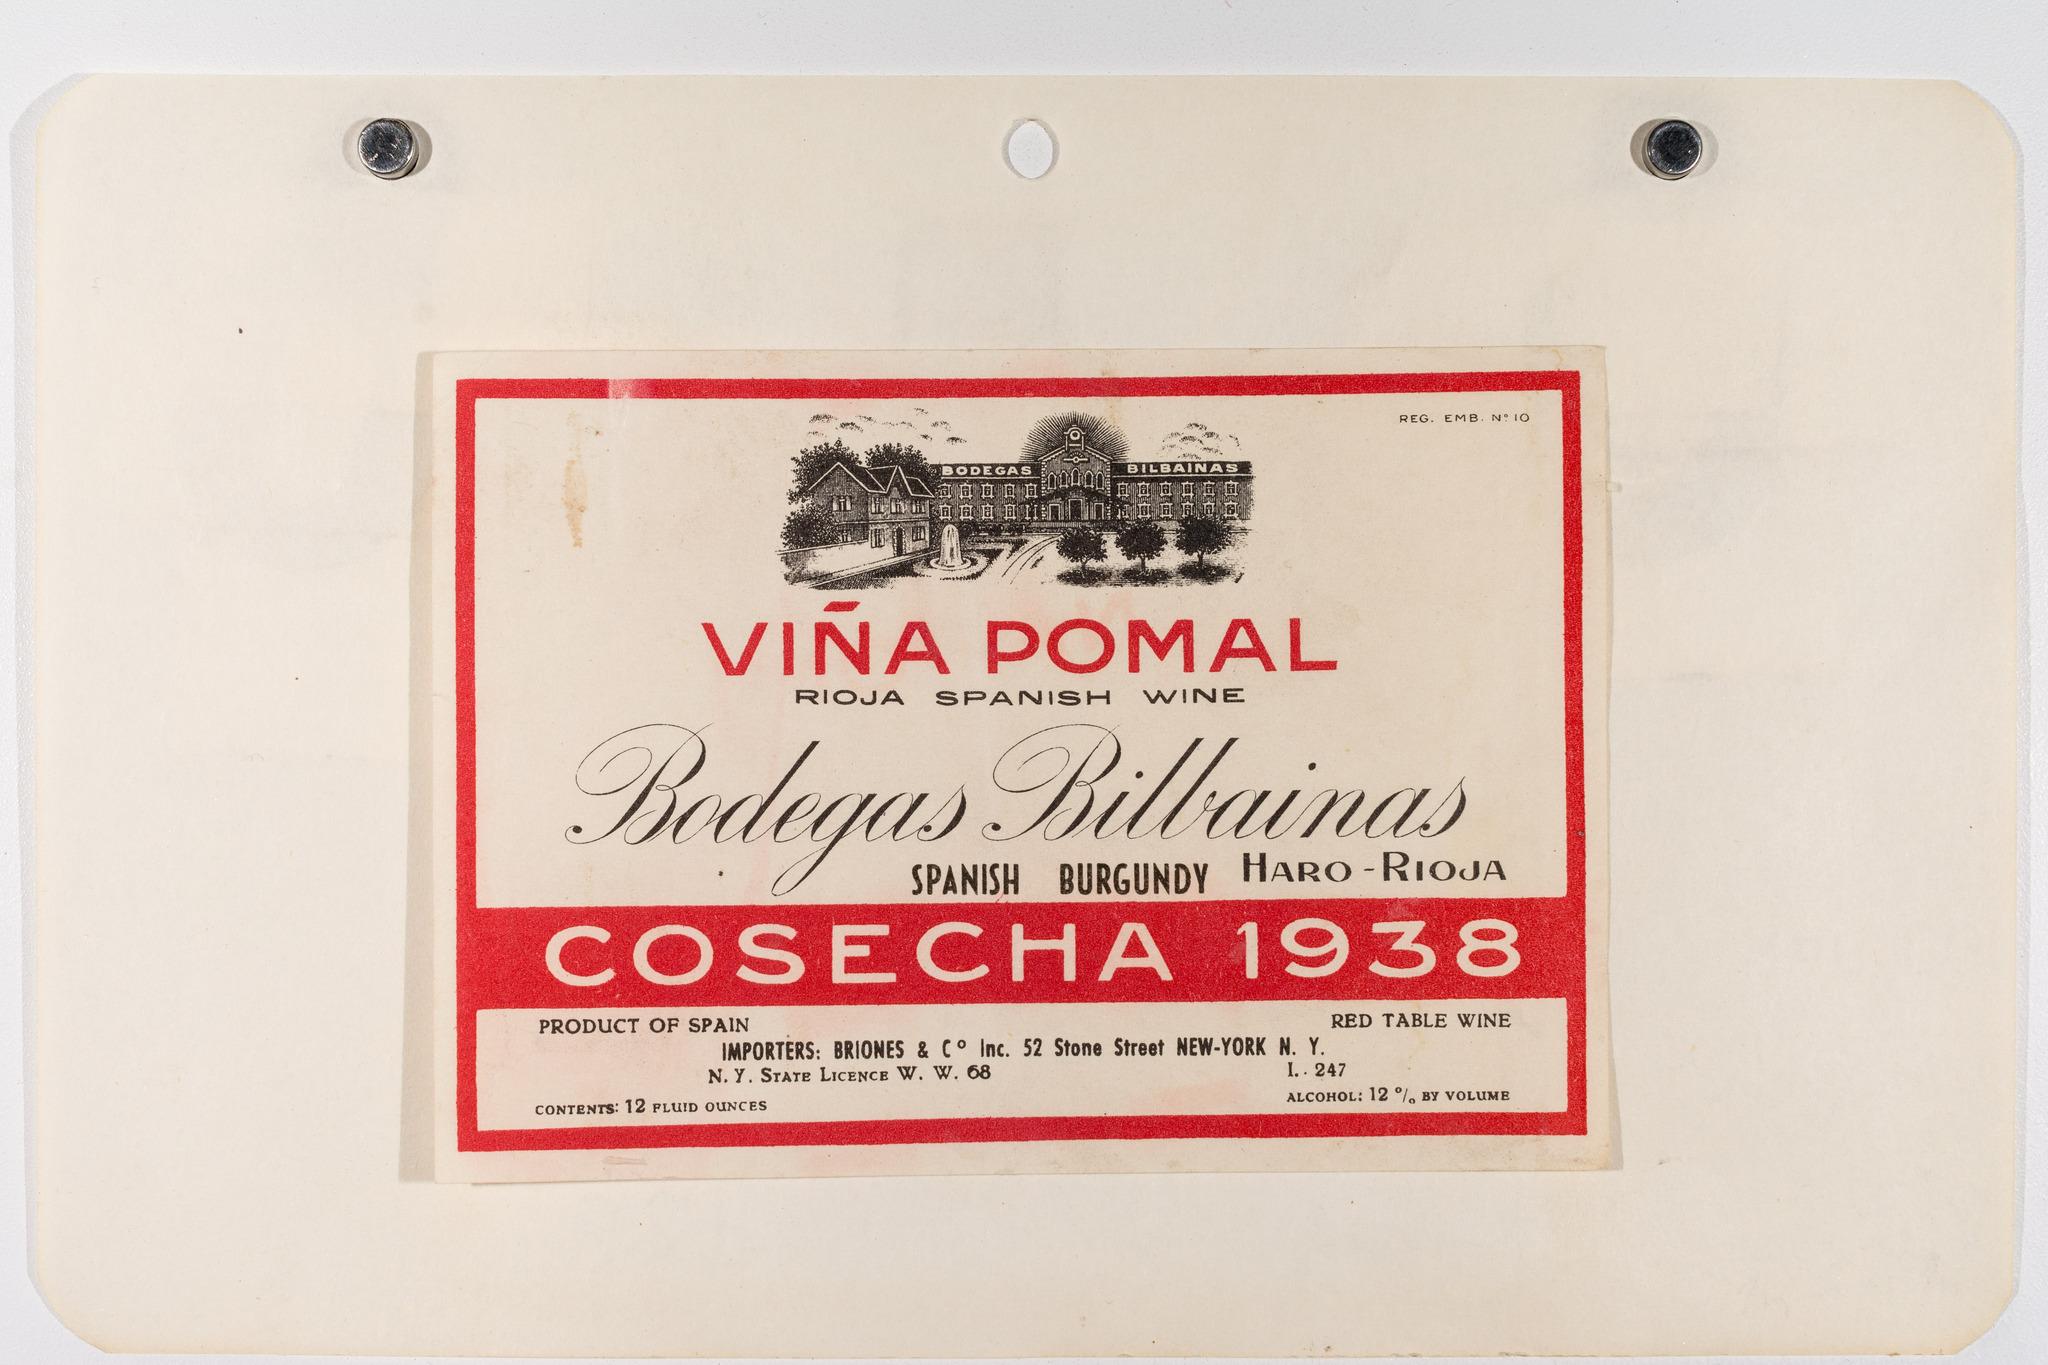 REG. EMB. Nº 10
BODEGAS BILBAINAS
VIÑA POMAL
RIOJA SPANISH WINE
Bodegas Bilbainas
SPANISH BURGUNDY HARO-RIOJA
COSECHA 1938
PRODUCT OF SPAIN RED TABLE WINE
IMPORTERS: BRIONES & Cº Inc. 52 Stone Street NEW-YORK N. Y.
N. Y. STATE LICENCE W. W. 68 I.. 247
CONTENTS: 12 FLUID OUNCES ALCOHOL: 12 % BY VOLUME